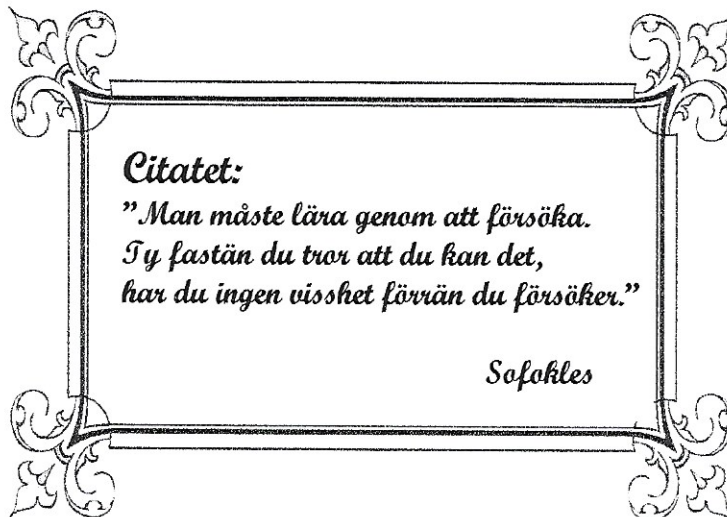 Citatet:
”Man måste lära genom att försöka.
Ty fastän du tror att du kan det,
har du ingen visshet förrän du försöker.”
Sofokles